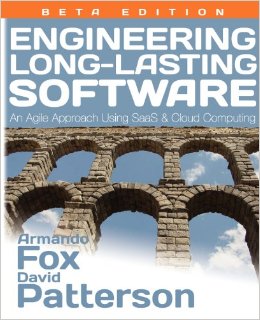 BETA EDITION
ENGINEERING
LONG-LASTING
SOFTWARE
An Agile Approach Using SaaS & Cloud Computing
Armando
Fox
David
Patterson